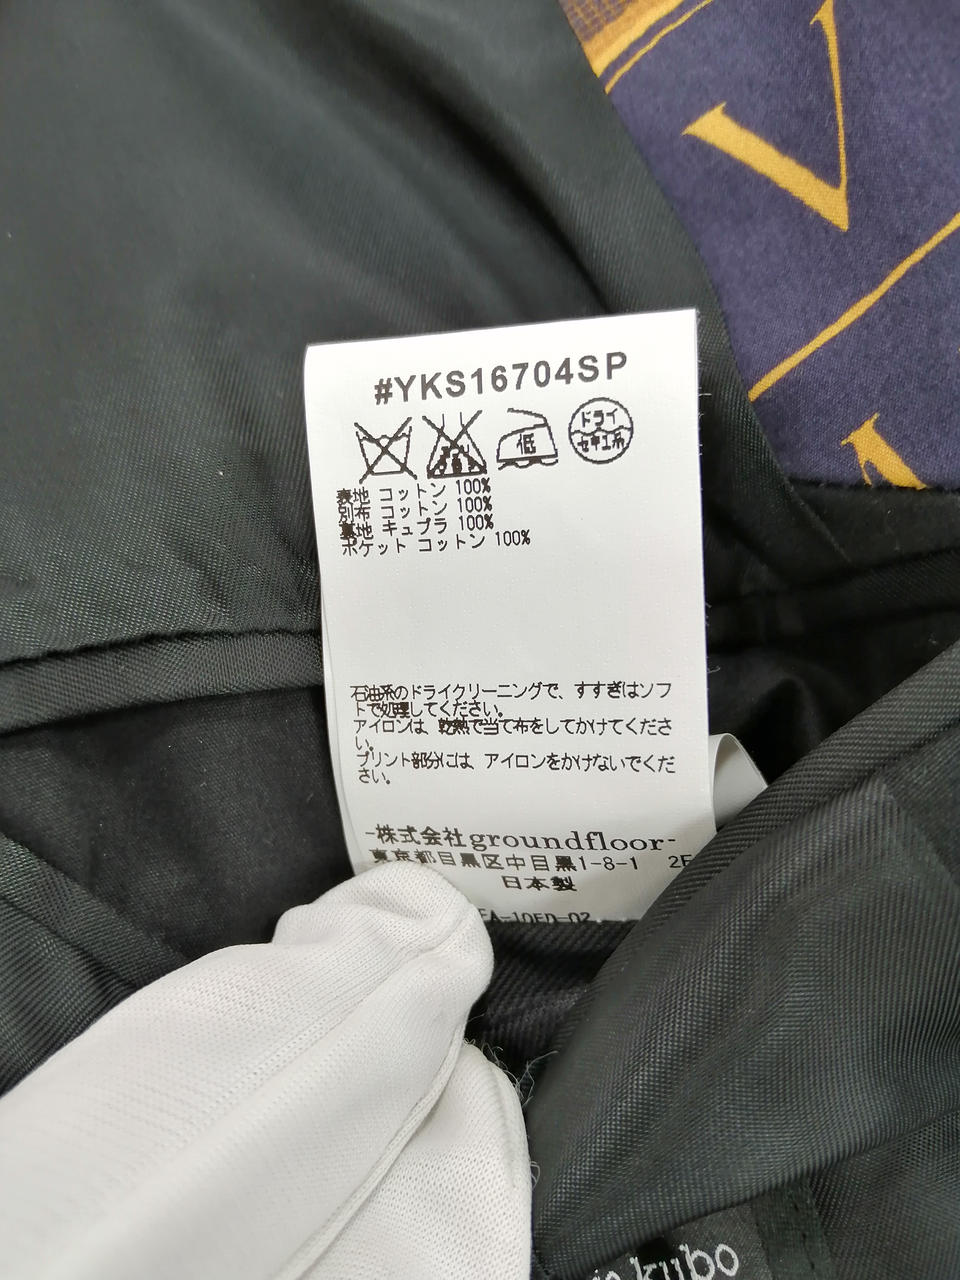 V
#YKS16704SP
低
ドライ
セキユ系
表地 コットン 100%
別布 コットン 100%
裏地 キュプラ 100%
ポケット コットン 100%
石油系のドライクリーニングで、すすぎはソフ
トで処理してください。
アイロンは、乾熱で当て布をしてかけてくださ
い。
プリント部分には、アイロンをかけないでくだ
さい。
-株式会社groundfloor-
東京都目黒区中目黒1-8-1 2F
日本製
EA-10ED-02
kubo